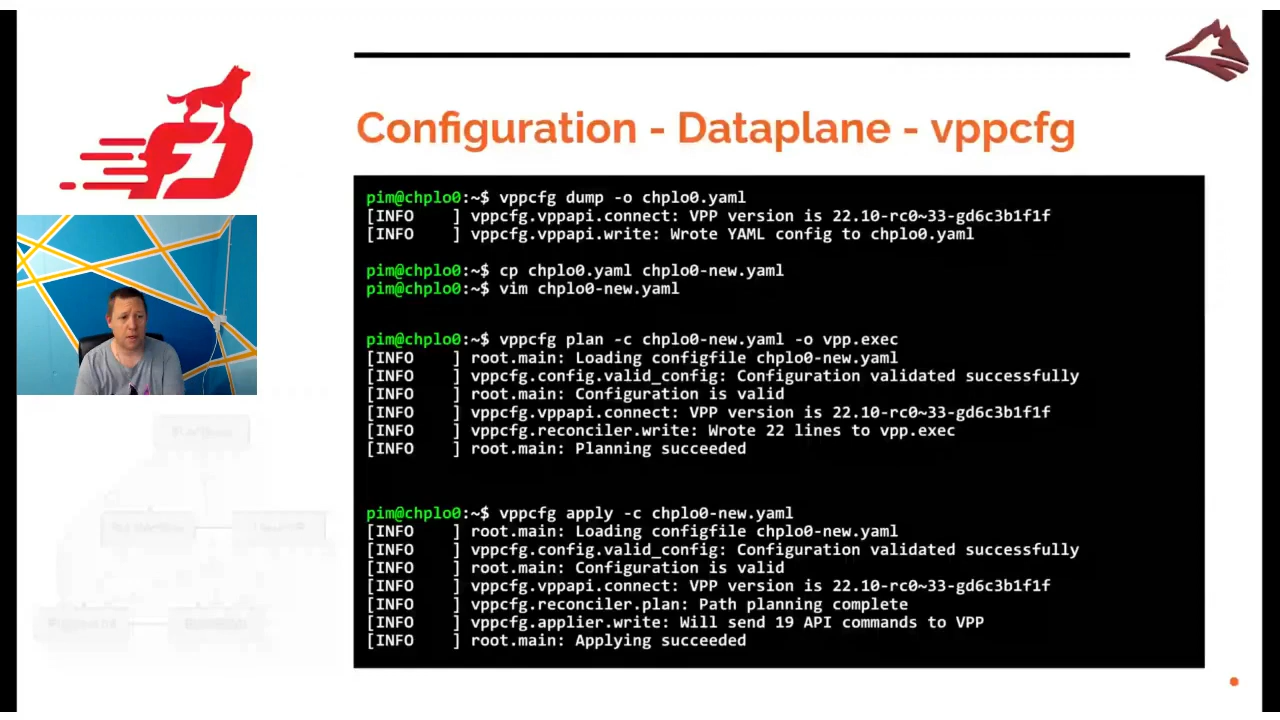 Configuration - Dataplane - vppcfg
pim@chplo0:~$ vppcfg dump -o chplo0.yaml
[INFO    ] vppcfg.vppapi.connect: VPP version is 22.10-rc0~33-gd6c3b1f1f
[INFO    ] vppcfg.vppapi.write: Wrote YAML config to chplo0.yaml
pim@chplo0:~$ cp chplo0.yaml chplo0-new.yaml
pim@chplo0:~$ vim chplo0-new.yaml
pim@chplo0:~$ vppcfg plan -c chplo0-new.yaml -o vpp.exec
[INFO    ] root.main: Loading configfile chplo0-new.yaml
[INFO    ] vppcfg.config.valid_config: Configuration validated successfully
[INFO    ] root.main: Configuration is valid
[INFO    ] vppcfg.vppapi.connect: VPP version is 22.10-rc0~33-gd6c3b1f1f
[INFO    ] vppcfg.reconciler.write: Wrote 22 lines to vpp.exec
[INFO    ] root.main: Planning succeeded
pim@chplo0:~$ vppcfg apply -c chplo0-new.yaml
[INFO    ] root.main: Loading configfile chplo0-new.yaml
[INFO    ] vppcfg.config.valid_config: Configuration validated successfully
[INFO    ] root.main: Configuration is valid
[INFO    ] vppcfg.vppapi.connect: VPP version is 22.10-rc0~33-gd6c3b1f1f
[INFO    ] vppcfg.reconciler.plan: Path planning complete
[INFO    ] vppcfg.applier.write: Will send 19 API commands to VPP
[INFO    ] root.main: Applying succeeded